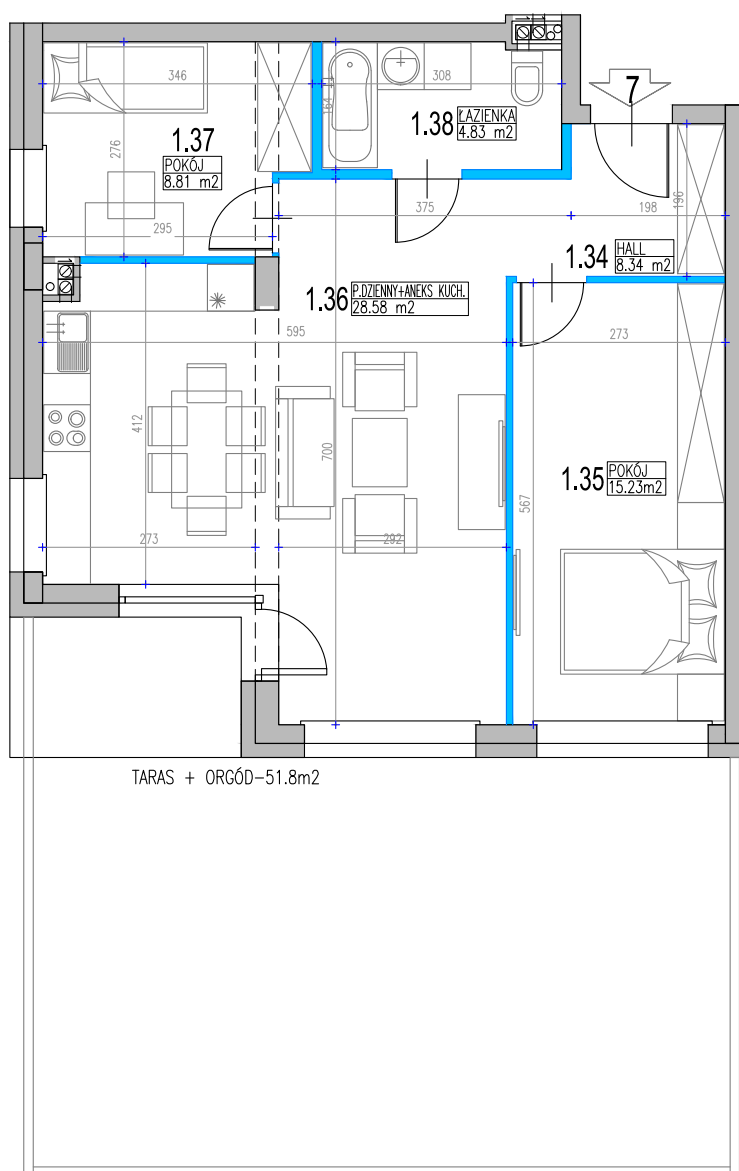 7
346
308
164
1.38
ŁAZIENKA
4.83 m2
1.37
POKÓJ
8.81 m2
276
196
375
198
295
1.34
HALL
8.34 m2
1.36
P.DZIENNY+ANEKS KUCH.
28.58 m2
595
273
412
700
1.35
POKÓJ
15.23m2
567
273
292
TARAS + ORGÓD-51.8m2